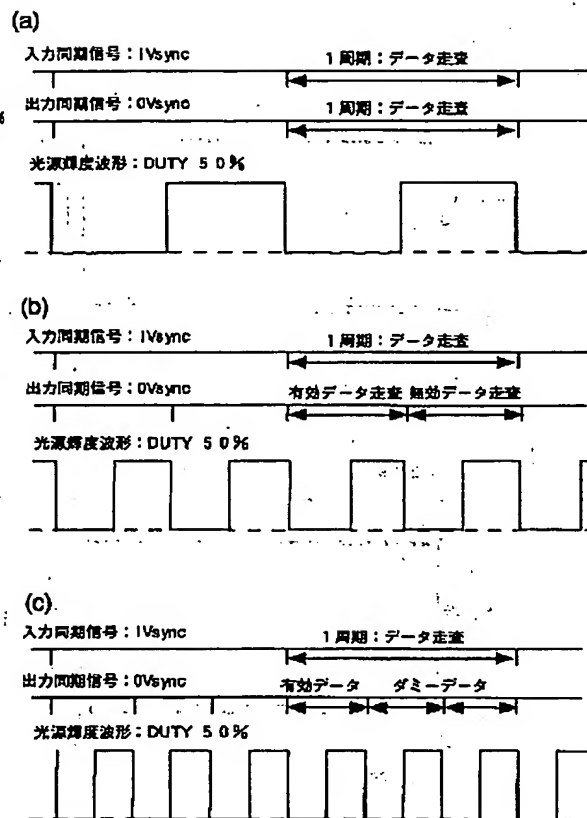 (a)
入力同期信号：IVsync
1周期：データ走査
出力同期信号：0Vsync
1周期：データ走査
%
光源輝度波形：DUTY 50%
(b)
入力同期信号：IVsync
1周期：データ走査
出力同期信号：0Vsync
有効データ走査 無効データ走査
光源輝度波形：DUTY 50%
(c)
入力同期信号：IVsync
1周期：データ走査
出力同期信号：0Vsync
有効データ ダミーデータ
光源輝度波形：DUTY 50%